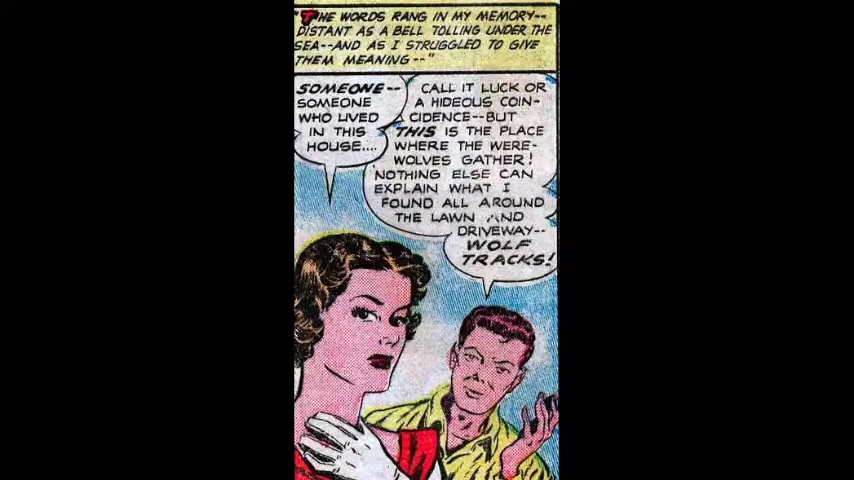 "THE WORDS RANG IN MY MEMORY--
DISTANT AS A BELL TOLLING UNDER THE
SEA--AND AS I STRUGGLED TO GIVE
THEM MEANING--"
SOMEONE--
SOMEONE
WHO LIVED
IN THIS
HOUSE....
CALL IT LUCK OR
A HIDEOUS COIN-
CIDENCE--BUT
THIS IS THE PLACE
WHERE THE WERE-
WOLVES GATHER!
NOTHING ELSE CAN
EXPLAIN WHAT I
FOUND ALL AROUND
THE LAWN AND
DRIVEWAY--
WOLF
TRACKS!